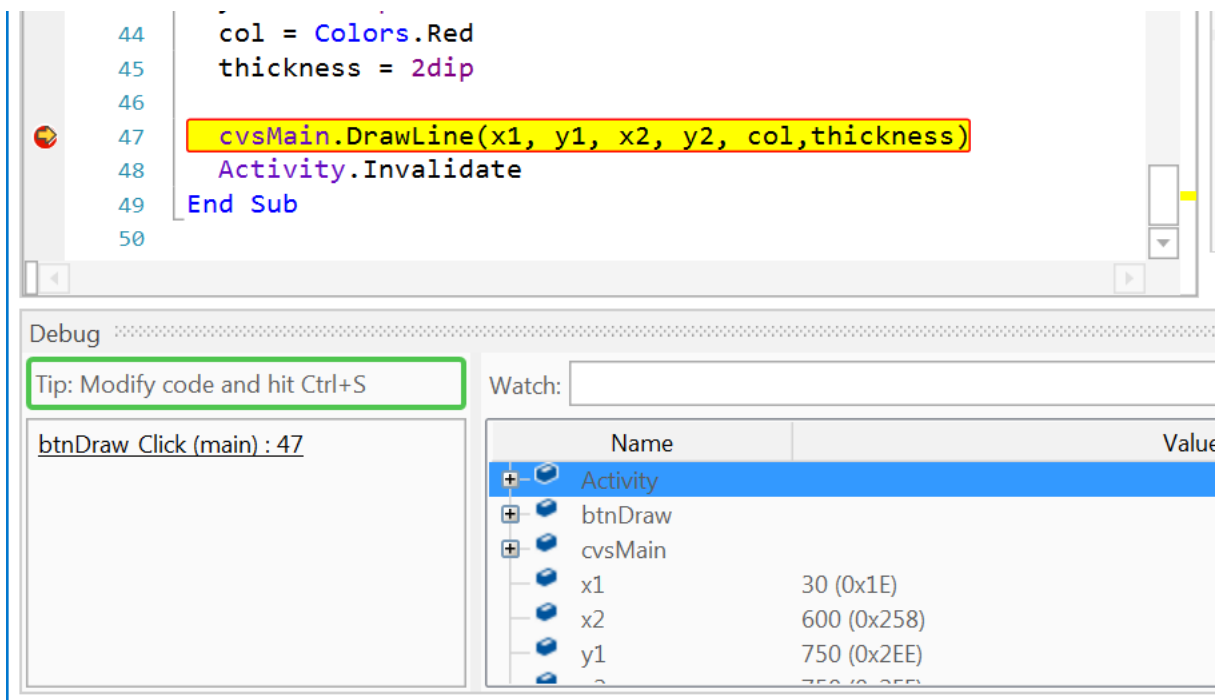 44 col = Colors.Red
45 thickness = 2dip
46
47 cvsMain.DrawLine(x1, y1, x2, y2, col,thickness)
48 Activity.Invalidate
49 End Sub
50
Debug
Tip: Modify code and hit Ctrl+S
Watch:
btnDraw_Click (main) : 47
Name Value
Activity
btnDraw
cvsMain
x1 30 (0x1E)
x2 600 (0x258)
y1 750 (0x2EE)